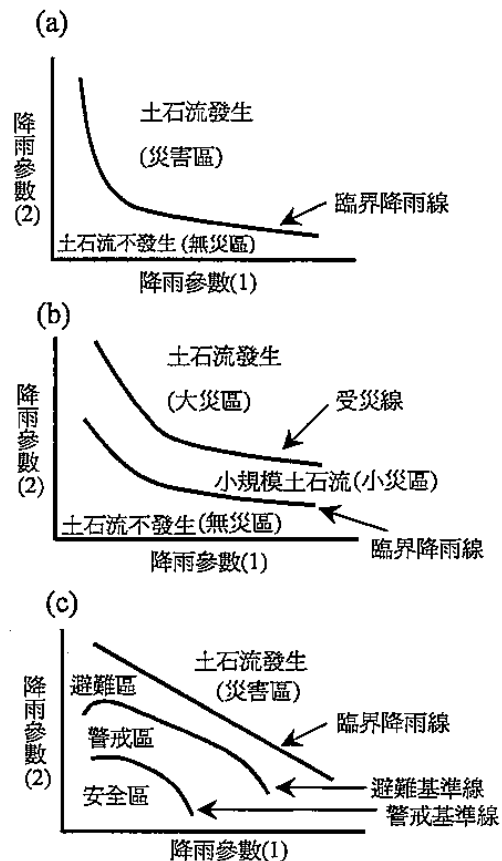 (a)
降雨參數(2)
土石流發生
(災害區)
臨界降雨線
土石流不發生(無災區)
降雨參數(1)
(b)
降雨參數(2)
土石流發生
(大災區)
受災線
小規模土石流(小災區)
土石流不發生(無災區)
臨界降雨線
降雨參數(1)
(c)
降雨參數(2)
土石流發生
(災害區)
避難區
臨界降雨線
警戒區
避難基準線
安全區
警戒基準線
降雨參數(1)